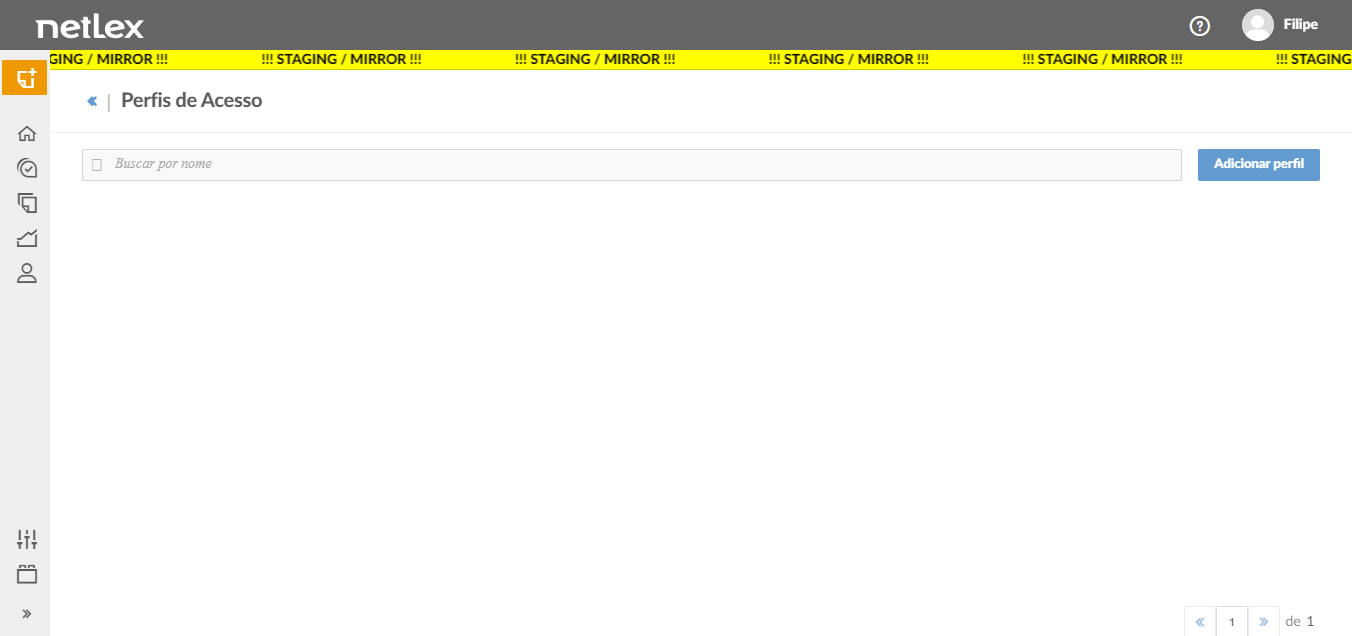 netLex
Filipe
GING / MIRROR !!! !!! STAGING / MIRROR !!! !!! STAGING / MIRROR !!! !!! STAGING / MIRROR !!! !!! STAGING / MIRROR !!! !!! STAGING
« | Perfis de Acesso
Buscar por nome
Adicionar perfil
»
« 1 » de 1